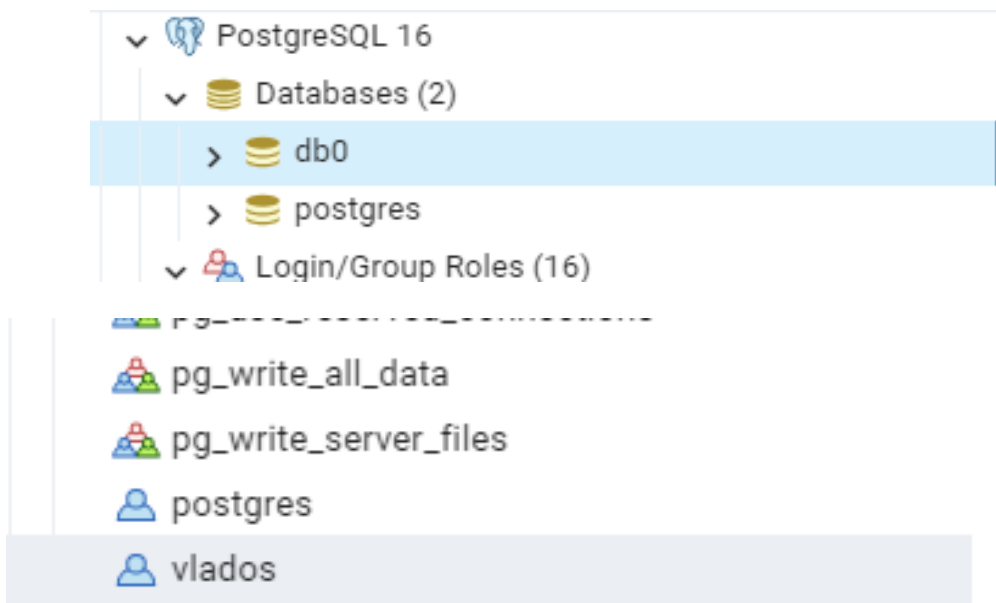 PostgreSQL 16
Databases (2)
db0
postgres
Login/Group Roles (16)
pg_write_all_data
pg_write_server_files
postgres
vlados